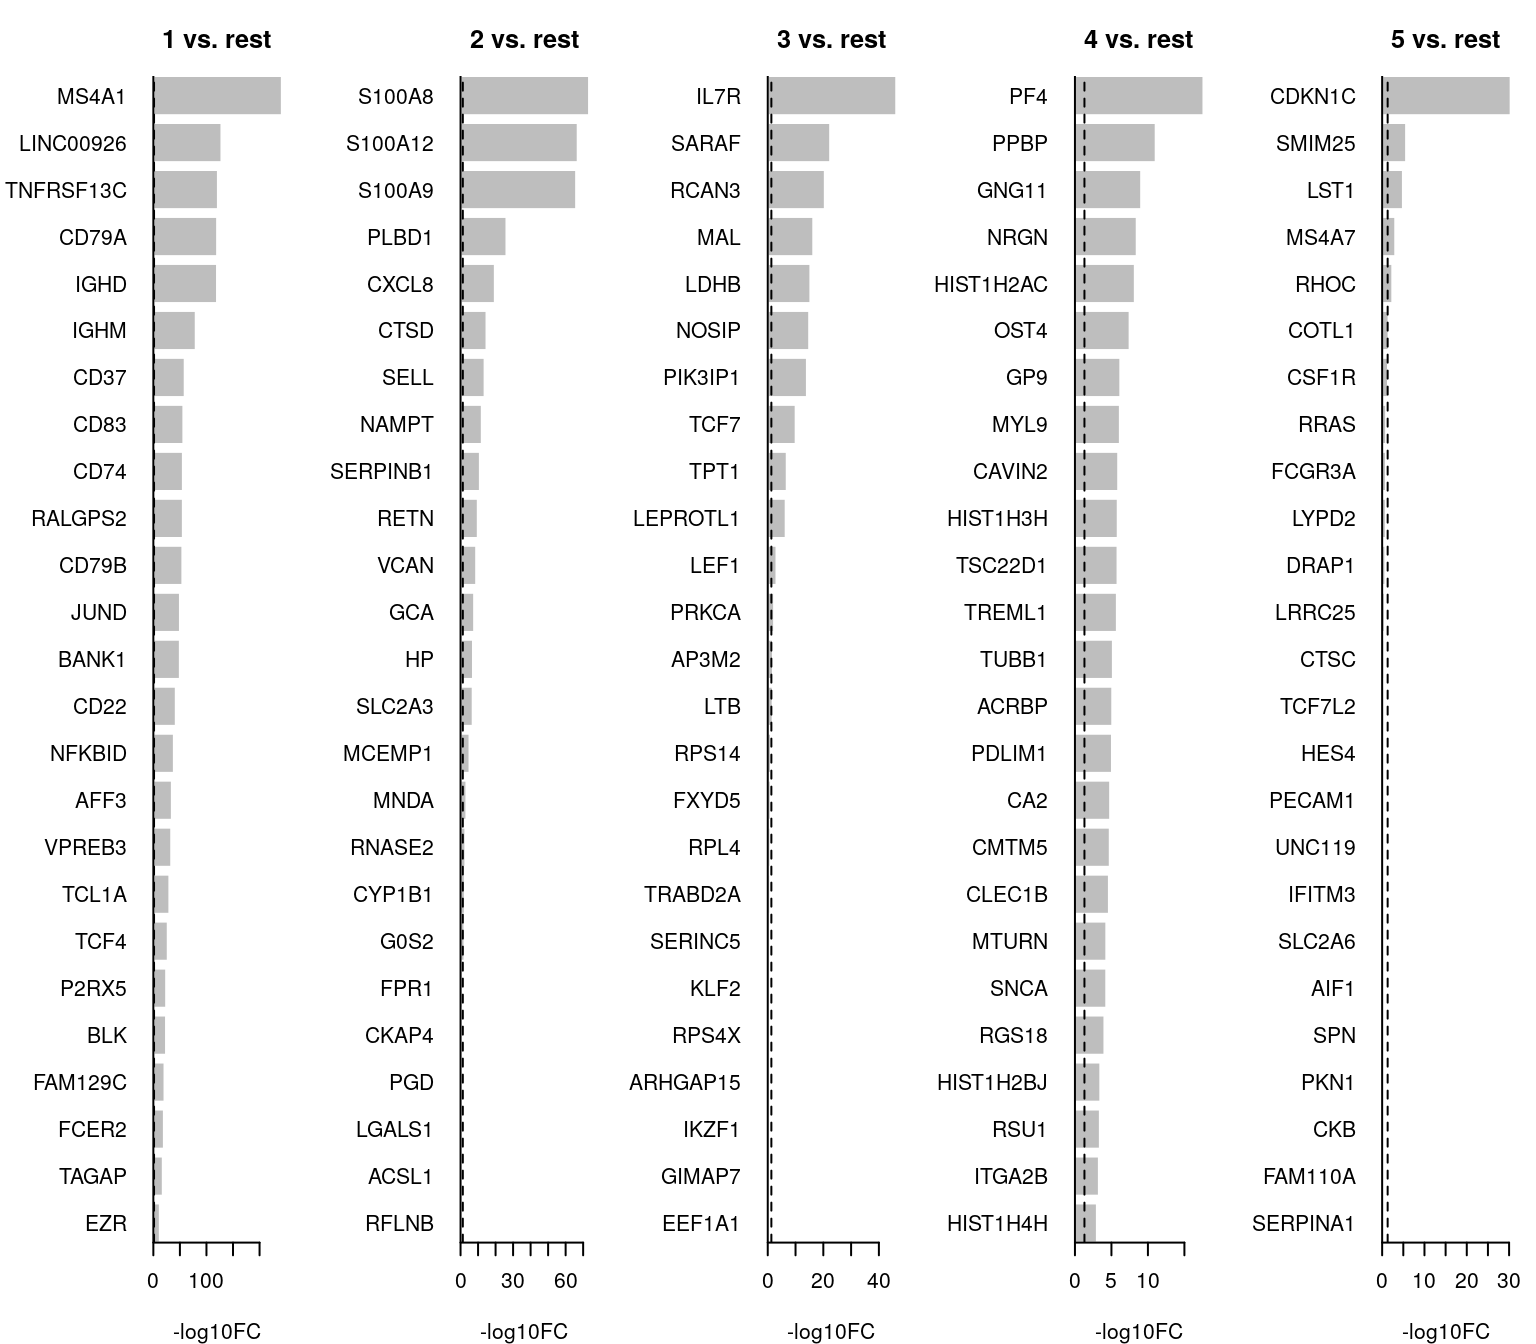 1 vs. rest
MS4A1
LINC00926
TNFRSF13C
CD79A
IGHD
IGHM
CD37
CD83
CD74
RALGPS2
CD79B
JUND
BANK1
CD22
NFKBID
AFF3
VPREB3
TCL1A
TCF4
P2RX5
BLK
FAM129C
FCER2
TAGAP
EZR
0 100
-log10FC
2 vs. rest
S100A8
S100A12
S100A9
PLBD1
CXCL8
CTSD
SELL
NAMPT
SERPINB1
RETN
VCAN
GCA
HP
SLC2A3
MCEMP1
MNDA
RNASE2
CYP1B1
G0S2
FPR1
CKAP4
PGD
LGALS1
ACSL1
RFLNB
0 30 60
-log10FC
3 vs. rest
IL7R
SARAF
RCAN3
MAL
LDHB
NOSIP
PIK3IP1
TCF7
TPT1
LEPROTL1
LEF1
PRKCA
AP3M2
LTB
RPS14
FXYD5
RPL4
TRABD2A
SERINC5
KLF2
RPS4X
ARHGAP15
IKZF1
GIMAP7
EEF1A1
0 20 40
-log10FC
4 vs. rest
PF4
PPBP
GNG11
NRGN
HIST1H2AC
OST4
GP9
MYL9
CAVIN2
HIST1H3H
TSC22D1
TREML1
TUBB1
ACRBP
PDLIM1
CA2
CMTM5
CLEC1B
MTURN
SNCA
RGS18
HIST1H2BJ
RSU1
ITGA2B
HIST1H4H
0 5 10
-log10FC
5 vs. rest
CDKN1C
SMIM25
LST1
MS4A7
RHOC
COTL1
CSF1R
RRAS
FCGR3A
LYPD2
DRAP1
LRRC25
CTSC
TCF7L2
HES4
PECAM1
UNC119
IFITM3
SLC2A6
AIF1
SPN
PKN1
CKB
FAM110A
SERPINA1
0 10 20 30
-log10FC